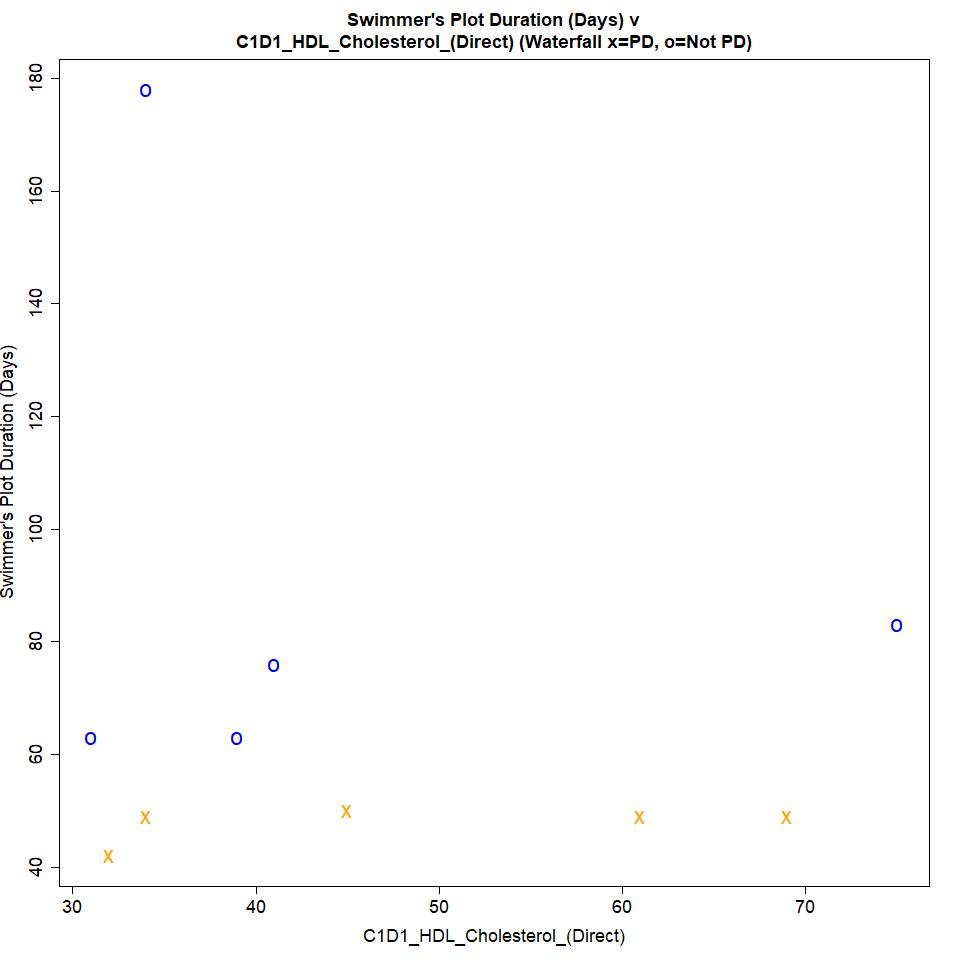 Swimmer's Plot Duration (Days) v
C1D1_HDL_Cholesterol_(Direct) (Waterfall x=PD, o=Not PD)
Swimmer's Plot Duration (Days)
180
160
140
120
100
80
60
40
O
O
O
O
O
X
X
X
X
X
30 40 50 60 70
C1D1_HDL_Cholesterol_(Direct)